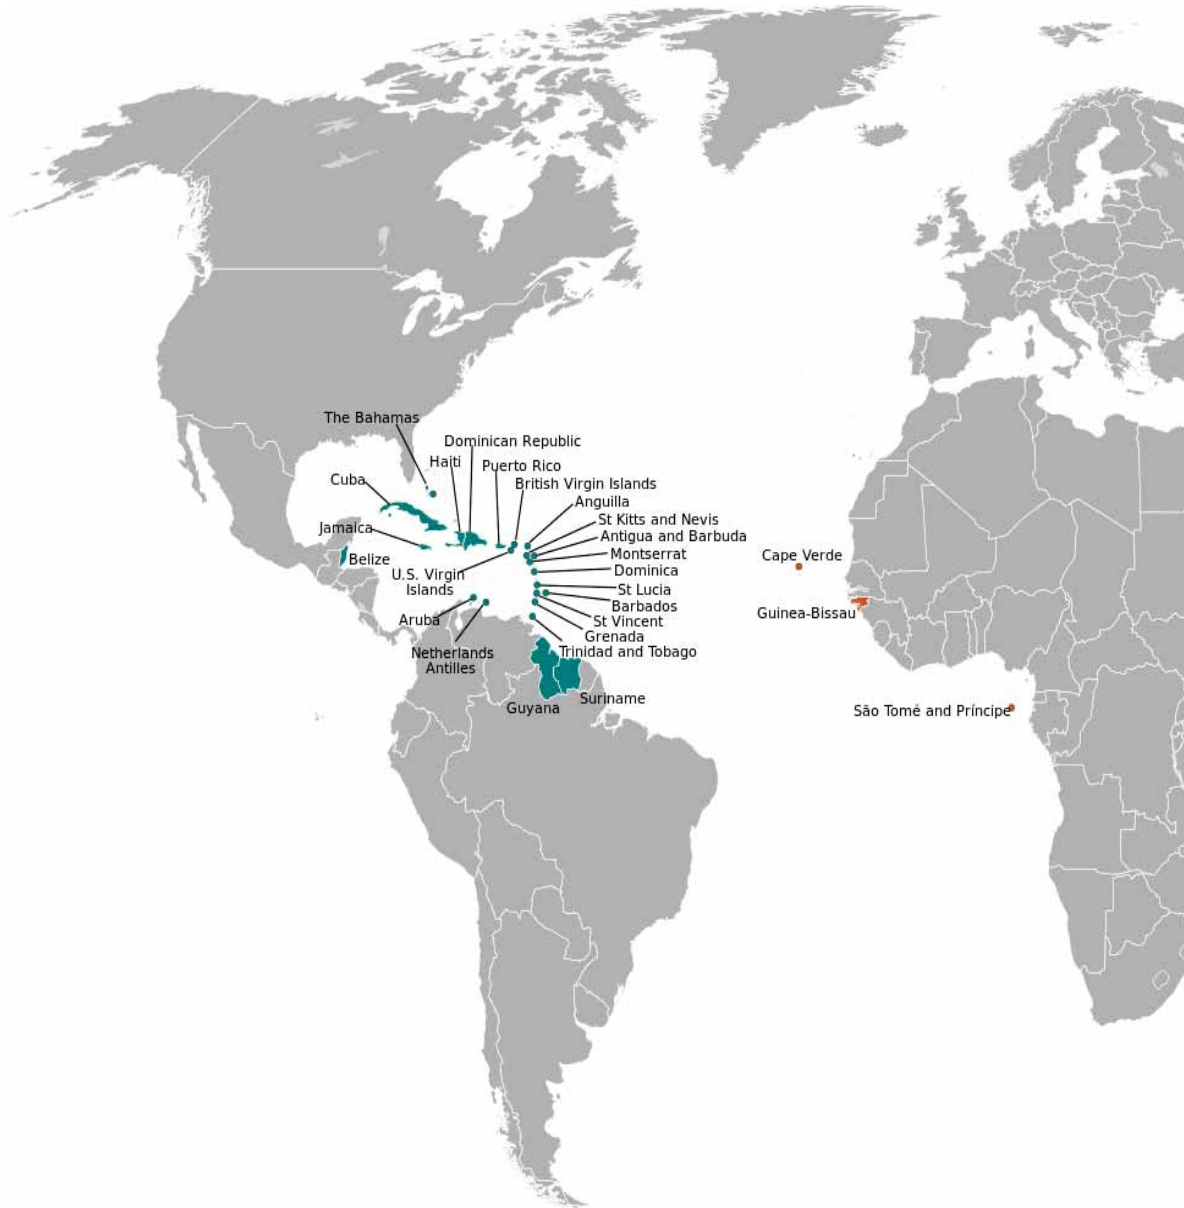 The Bahamas
Dominican Republic
Haiti
Puerto Rico
Cuba
British Virgin Islands
Anguilla
St Kitts and Nevis
Jamaica
Antigua and Barbuda
Montserrat
Belize
Cape Verde
Dominica
U.S. Virgin
Islands
St Lucia
Barbados
Guinea-Bissau
Aruba
St Vincent
Grenada
Netherlands
Antilles
Trinidad and Tobago
Suriname
Guyana
São Tomé and Príncipe